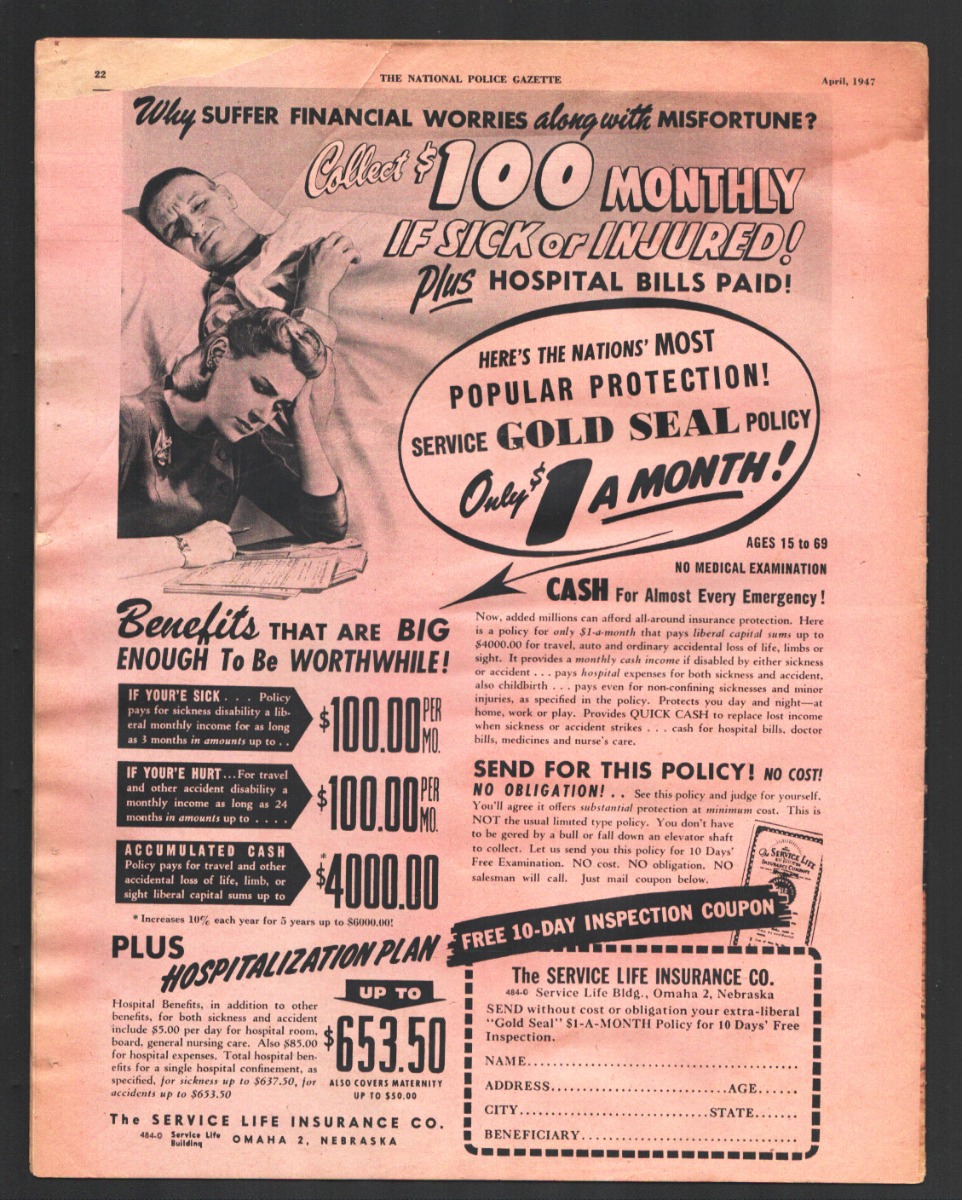 22
THE NATIONAL POLICE GAZETTE
April, 1947
Why SUFFER FINANCIAL WORRIES along with MISFORTUNE?
Collect $100 MONTHLY
IF SICK or INJURED!
Plus HOSPITAL BILLS PAID!
HERE'S THE NATIONS' MOST
POPULAR PROTECTION!
SERVICE GOLD SEAL POLICY
Only $1 A MONTH!
AGES 15 to 69
NO MEDICAL EXAMINATION
CASH For Almost Every Emergency!
Now, added millions can afford all-around insurance protection. Here
is a policy for only $1-a-month that pays liberal capital sums up to
$4000.00 for travel, auto and ordinary accidental loss of life, limbs or
sight. It provides a monthly cash income if disabled by either sickness
or accident . . . pays hospital expenses for both sickness and accident,
also childbirth . . . pays even for non-confining sicknesses and minor
injuries, as specified in the policy. Protects you day and night—at
home, work or play. Provides QUICK CASH to replace lost income
when sickness or accident strikes . . . cash for hospital bills, doctor
bills, medicines and nurse's care.
Benefits THAT ARE BIG
ENOUGH To Be WORTHWHILE!
IF YOUR'E SICK . . . Policy
pays for sickness disability a lib-
eral monthly income for as long
as 3 months in amounts up to . .
$100.00 PER MO.
IF YOUR'E HURT...For travel
and other accident disability a
monthly income as long as 24
months in amounts up to . . . .
$100.00 PER MO.
ACCUMULATED CASH
Policy pays for travel and other
accidental loss of life, limb, or
sight liberal capital sums up to
*$4000.00
* Increases 10% each year for 5 years up to $6000.00!
SEND FOR THIS POLICY! NO COST!
NO OBLIGATION! . . See this policy and judge for yourself.
You'll agree it offers substantial protection at minimum cost. This is
NOT the usual limited type policy. You don't have
to be gored by a bull or fall down an elevator shaft
to collect. Let us send you this policy for 10 Days'
Free Examination. NO cost. NO obligation. NO
salesman will call. Just mail coupon below.
The SERVICE LIFE
INSURANCE COMPANY
PLUS
HOSPITALIZATION PLAN
Hospital Benefits, in addition to other
benefits, for both sickness and accident
include $5.00 per day for hospital room,
board, general nursing care. Also $85.00
for hospital expenses. Total hospital ben-
efits for a single hospital confinement, as
specified, for sickness up to $637.50, for
accidents up to $653.50
UP TO
$653.50
ALSO COVERS MATERNITY
UP TO $50.00
The SERVICE LIFE INSURANCE CO.
484-D Service Life Building OMAHA 2, NEBRASKA
FREE 10-DAY INSPECTION COUPON
The SERVICE LIFE INSURANCE CO.
484-D Service Life Bldg., Omaha 2, Nebraska
SEND without cost or obligation your extra-liberal
"Gold Seal" $1-A-MONTH Policy for 10 Days' Free
Inspection.
NAME
ADDRESS AGE
CITY STATE
BENEFICIARY